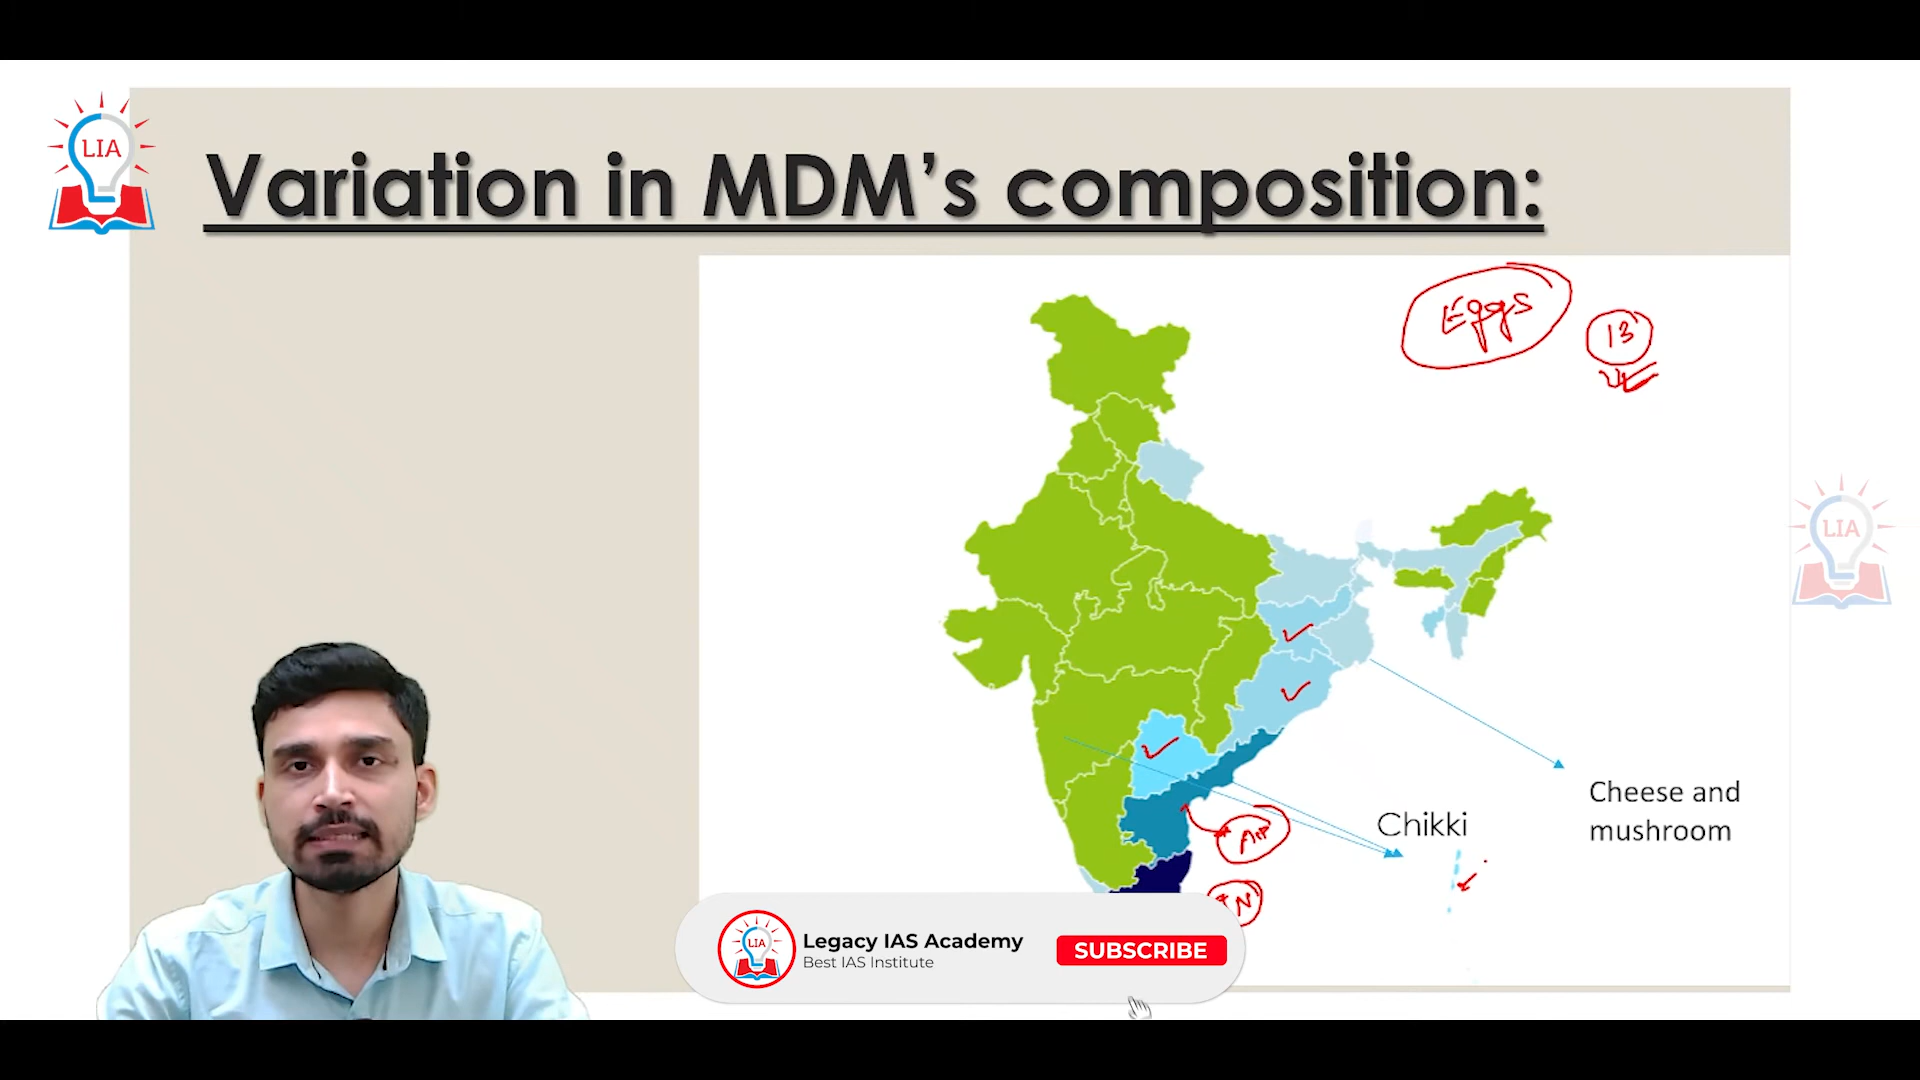 LIA
Variation in MDM’s composition:
Eggs
13
LIA
Cheese and
mushroom
Chikki
AP
TN
LIA
Legacy IAS Academy
Best IAS Institute
SUBSCRIBE